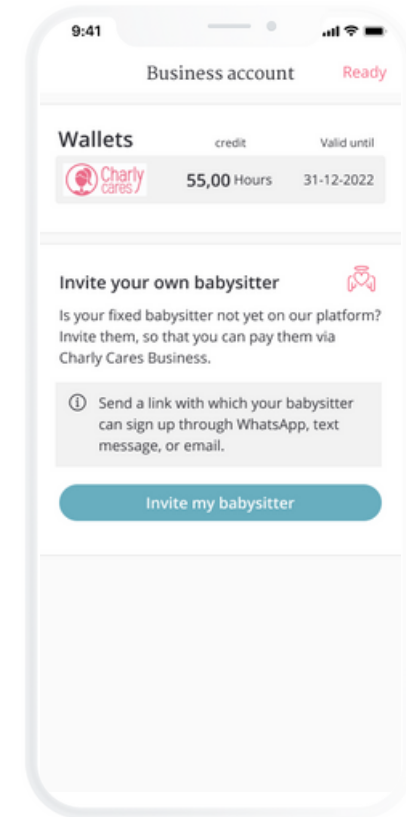 9:41
Business account Ready
Wallets credit Valid until
Charly cares 55,00 Hours 31-12-2022
Invite your own babysitter
Is your fixed babysitter not yet on our platform?
Invite them, so that you can pay them via
Charly Cares Business.
Send a link with which your babysitter
can sign up through WhatsApp, text
message, or email.
Invite my babysitter